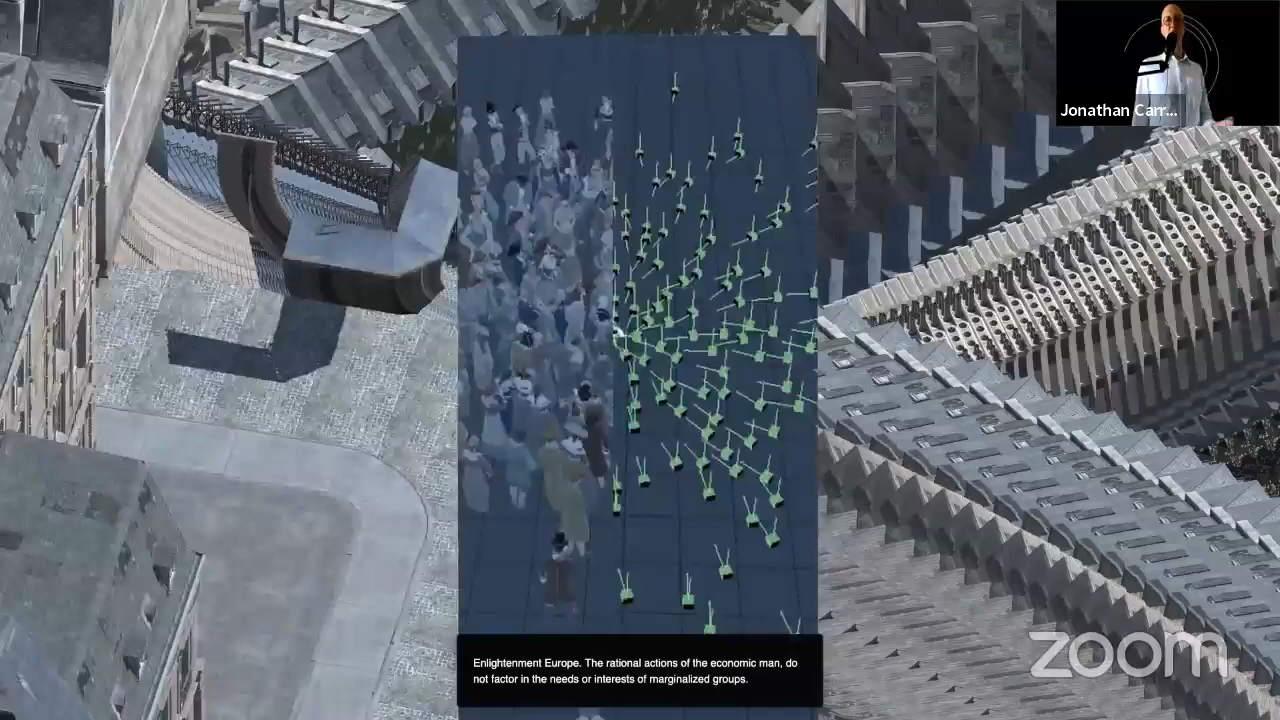 Jonathan Carr...
Enlightenment Europe. The rational actions of the economic man, do
not factor in the needs or interests of marginalized groups.
zoom